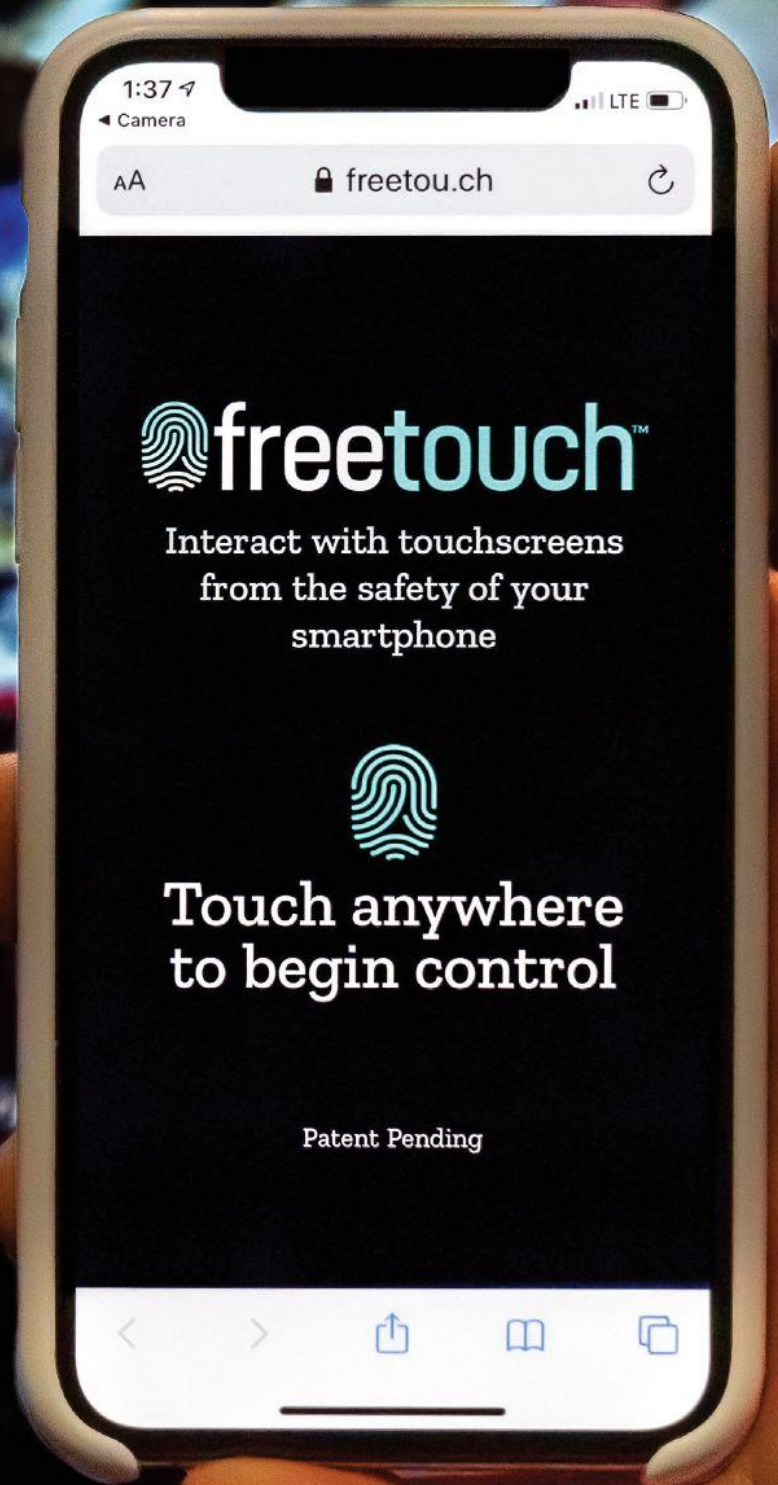 1:37
LTE
◀ Camera
AA
freetou.ch
freetouch™
Interact with touchscreens
from the safety of your
smartphone
Touch anywhere
to begin control
Patent Pending